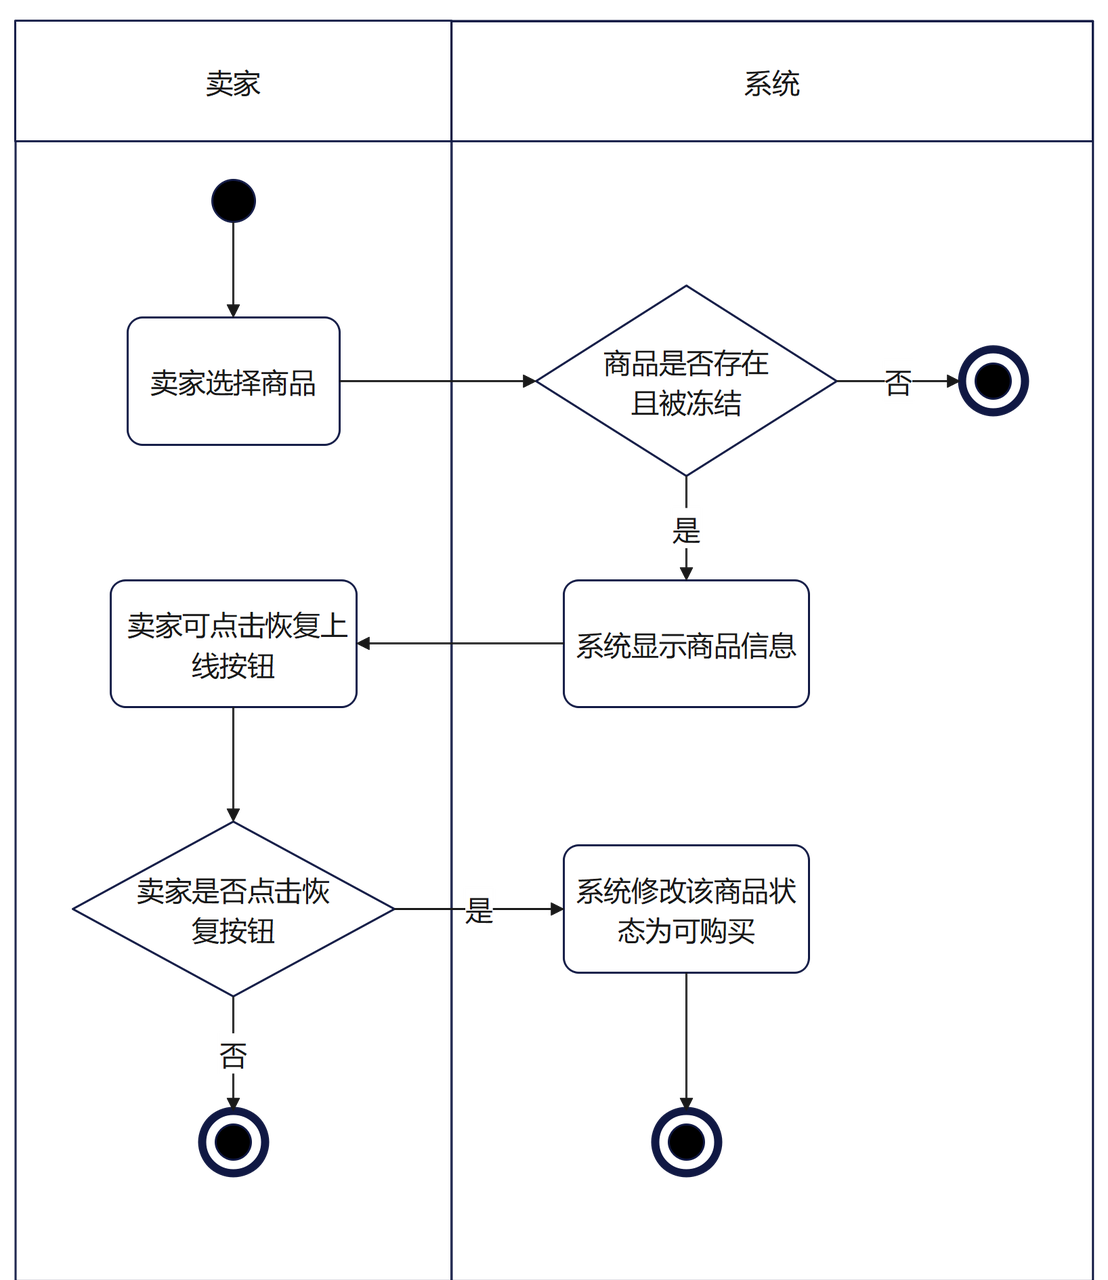 卖家
系统
卖家选择商品
商品是否存在
且被冻结
否
是
卖家可点击恢复上
线按钮
系统显示商品信息
卖家是否点击恢
复按钮
是
系统修改该商品状
态为可购买
否